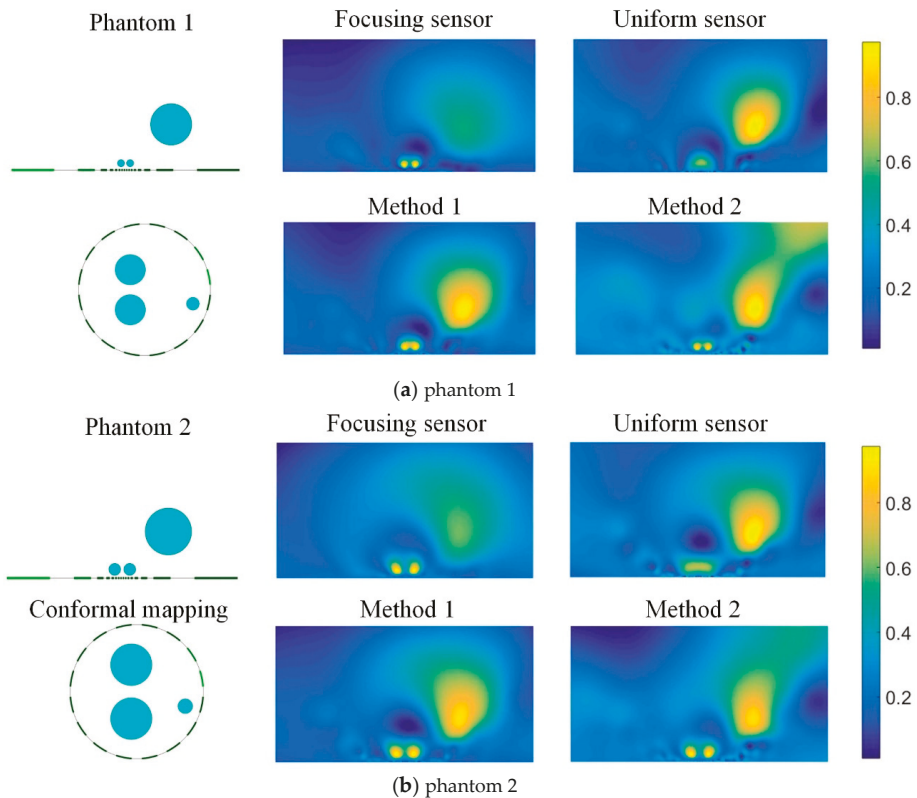 Phantom 1
Focusing sensor
Uniform sensor
Method 1
Method 2
0.8
0.6
0.4
0.2
(a) phantom 1
Phantom 2
Focusing sensor
Uniform sensor
Conformal mapping
Method 1
Method 2
0.8
0.6
0.4
0.2
(b) phantom 2